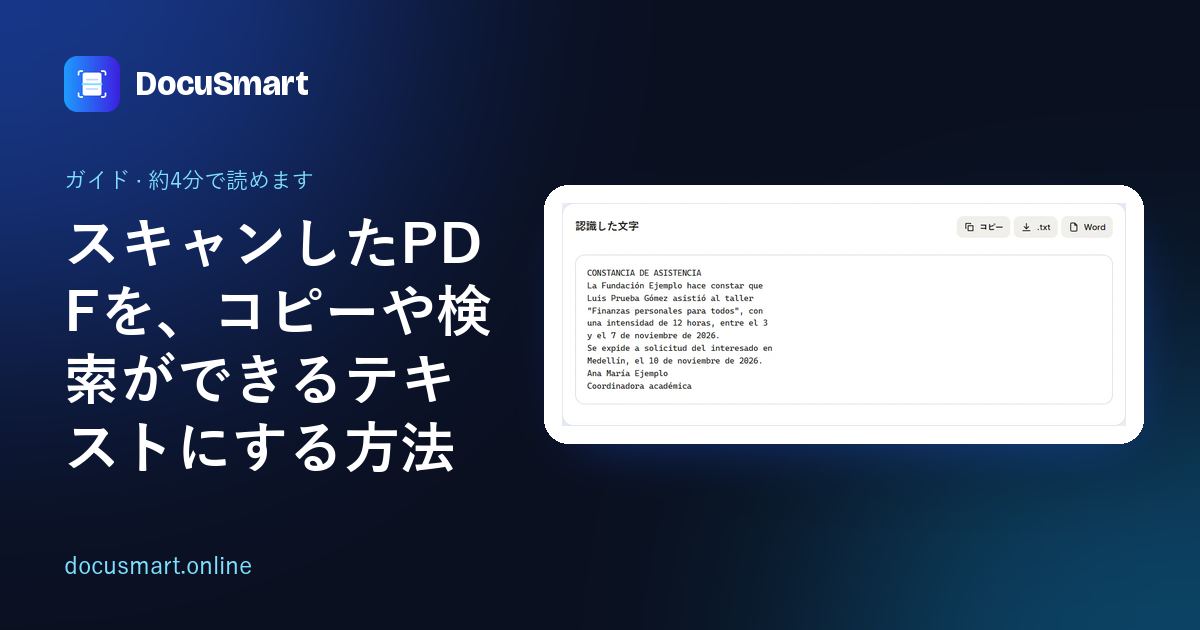 DocuSmart
ガイド · 約4分で読めます
スキャンしたPD
Fを、コピーや検
索ができるテキ
ストにする方法
docusmart.online
認識した文字
コピー .txt Word
CONSTANCIA DE ASISTENCIA
La Fundación Ejemplo hace constar que
Luis Prueba Gómez asistió al taller
"Finanzas personales para todos", con
una intensidad de 12 horas, entre el 3
y el 7 de noviembre de 2026.
Se expide a solicitud del interesado en
Medellín, el 10 de noviembre de 2026.
Ana María Ejemplo
Coordinadora académica